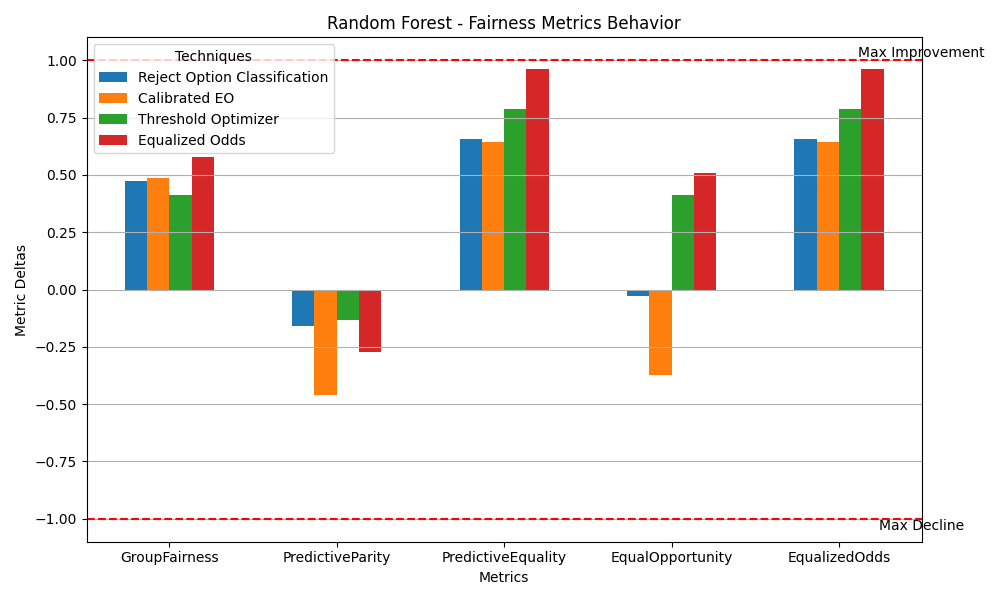 Random Forest - Fairness Metrics Behavior
Max Improvement
Techniques
Reject Option Classification
Calibrated EO
Threshold Optimizer
Equalized Odds
Metric Deltas
1.00
0.75
0.50
0.25
0.00
−0.25
−0.50
−0.75
−1.00
Max Decline
GroupFairness
PredictiveParity
PredictiveEquality
EqualOpportunity
EqualizedOdds
Metrics